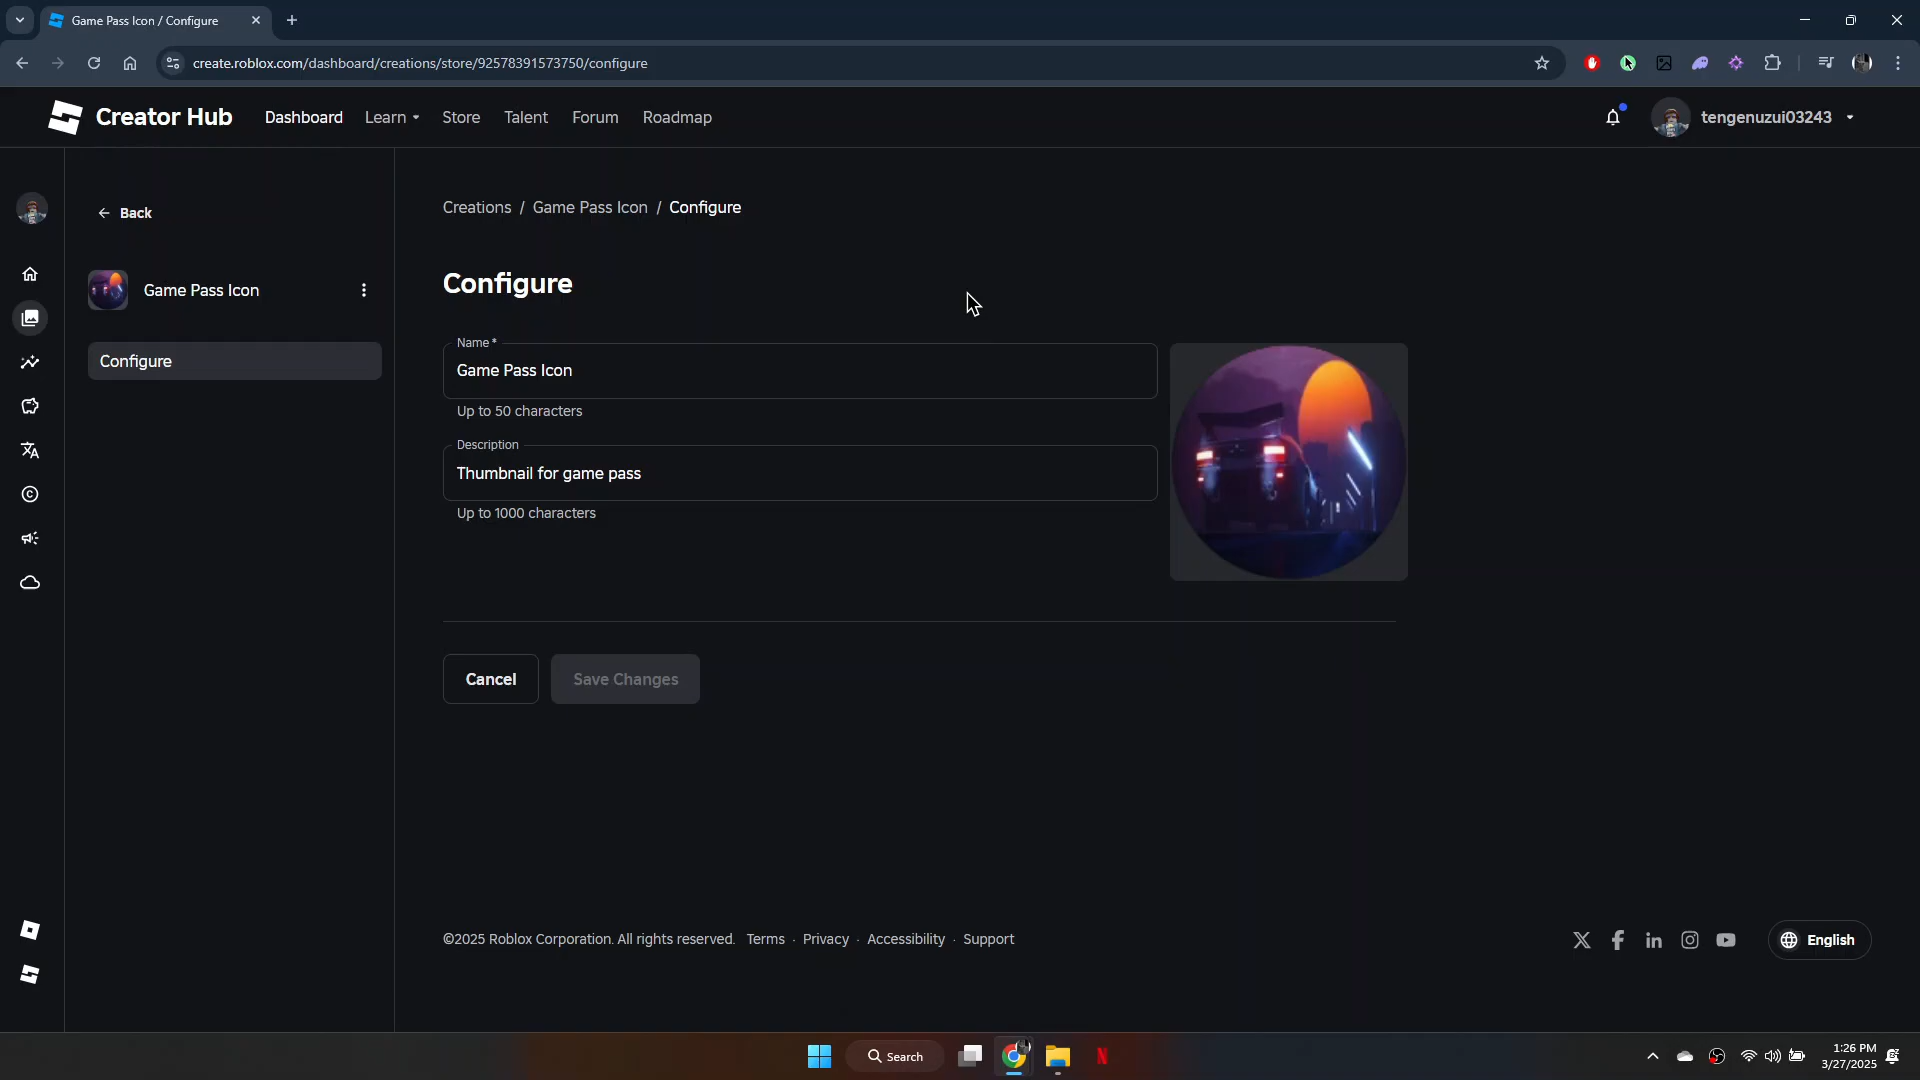 Game Pass Icon / Configure
create.roblox.com/dashboard/creations/store/92578391573750/configure
Creator Hub Dashboard Learn Store Talent Forum Roadmap tengenuzui03243
Back
Creations / Game Pass Icon / Configure
Game Pass Icon
Configure
Configure
Name *
Game Pass Icon
Up to 50 characters
Description
Thumbnail for game pass
Up to 1000 characters
Cancel Save Changes
©2025 Roblox Corporation. All rights reserved. Terms · Privacy · Accessibility · Support
English
Search
1:26 PM
3/27/2025